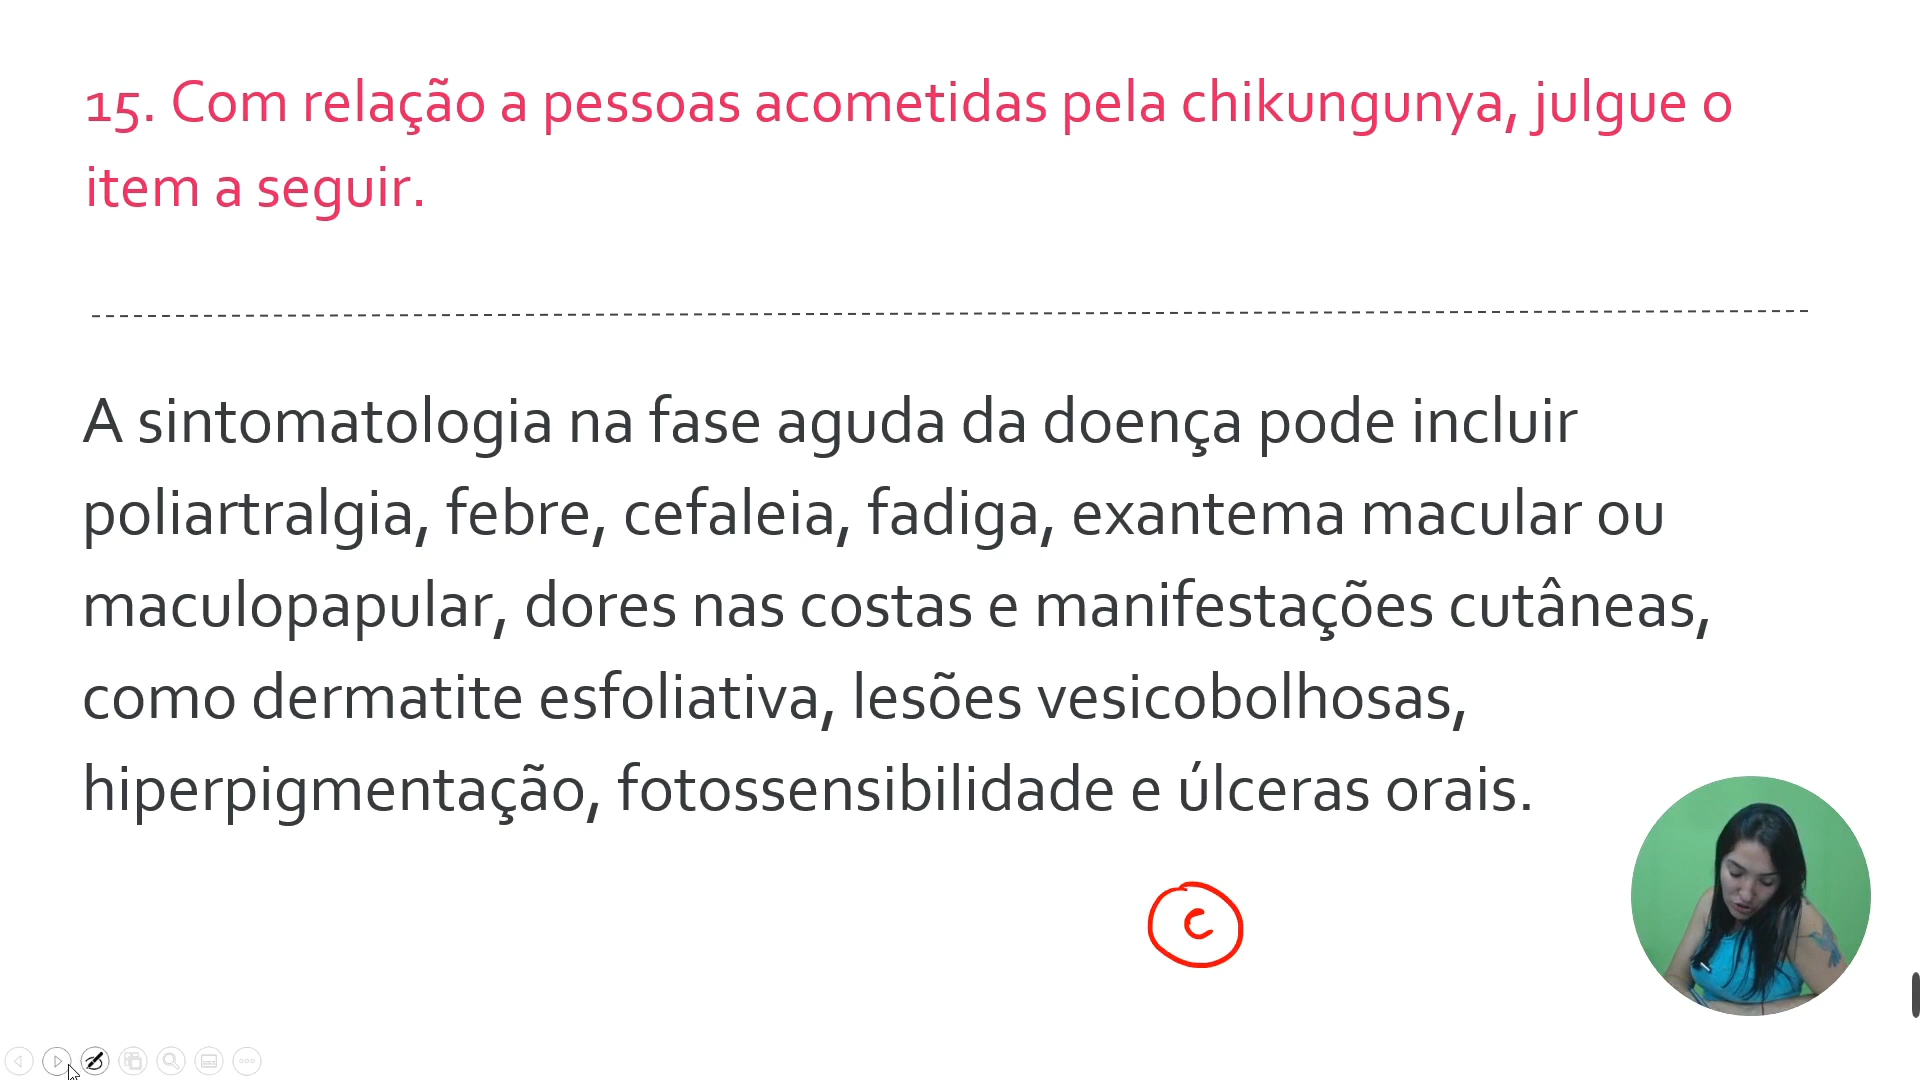 15. Com relação a pessoas acometidas pela chikungunya, julgue o
item a seguir.
A sintomatologia na fase aguda da doença pode incluir
poliartralgia, febre, cefaleia, fadiga, exantema macular ou
maculopapular, dores nas costas e manifestações cutâneas,
como dermatite esfoliativa, lesões vesicobolhosas,
hiperpigmentação, fotossensibilidade e úlceras orais.
C